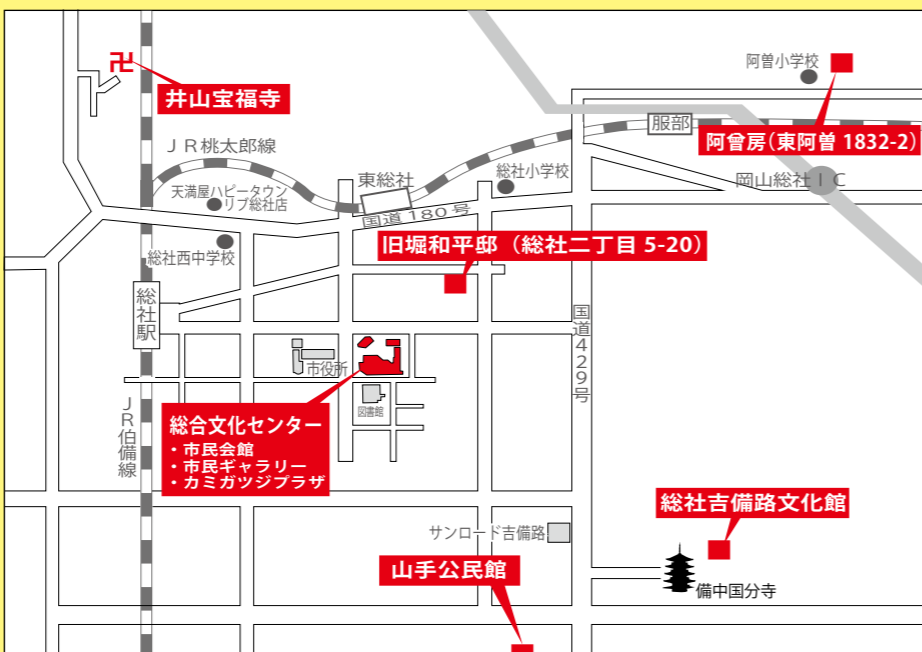 卍
井山宝福寺
阿曽小学校
阿曾房（東阿曽 1832-2）
服部
ＪＲ桃太郎線
岡山総社ＩＣ
総社小学校
東総社
天満屋ハピータウン
リブ総社店
国道 180 号
総社西中学校
旧堀和平邸（総社二丁目 5-20）
総社駅
国道429号
市役所
図書館
ＪＲ伯備線
総合文化センター
・市民会館
・市民ギャラリー
・カミガツジプラザ
総社吉備路文化館
サンロード吉備路
山手公民館
備中国分寺